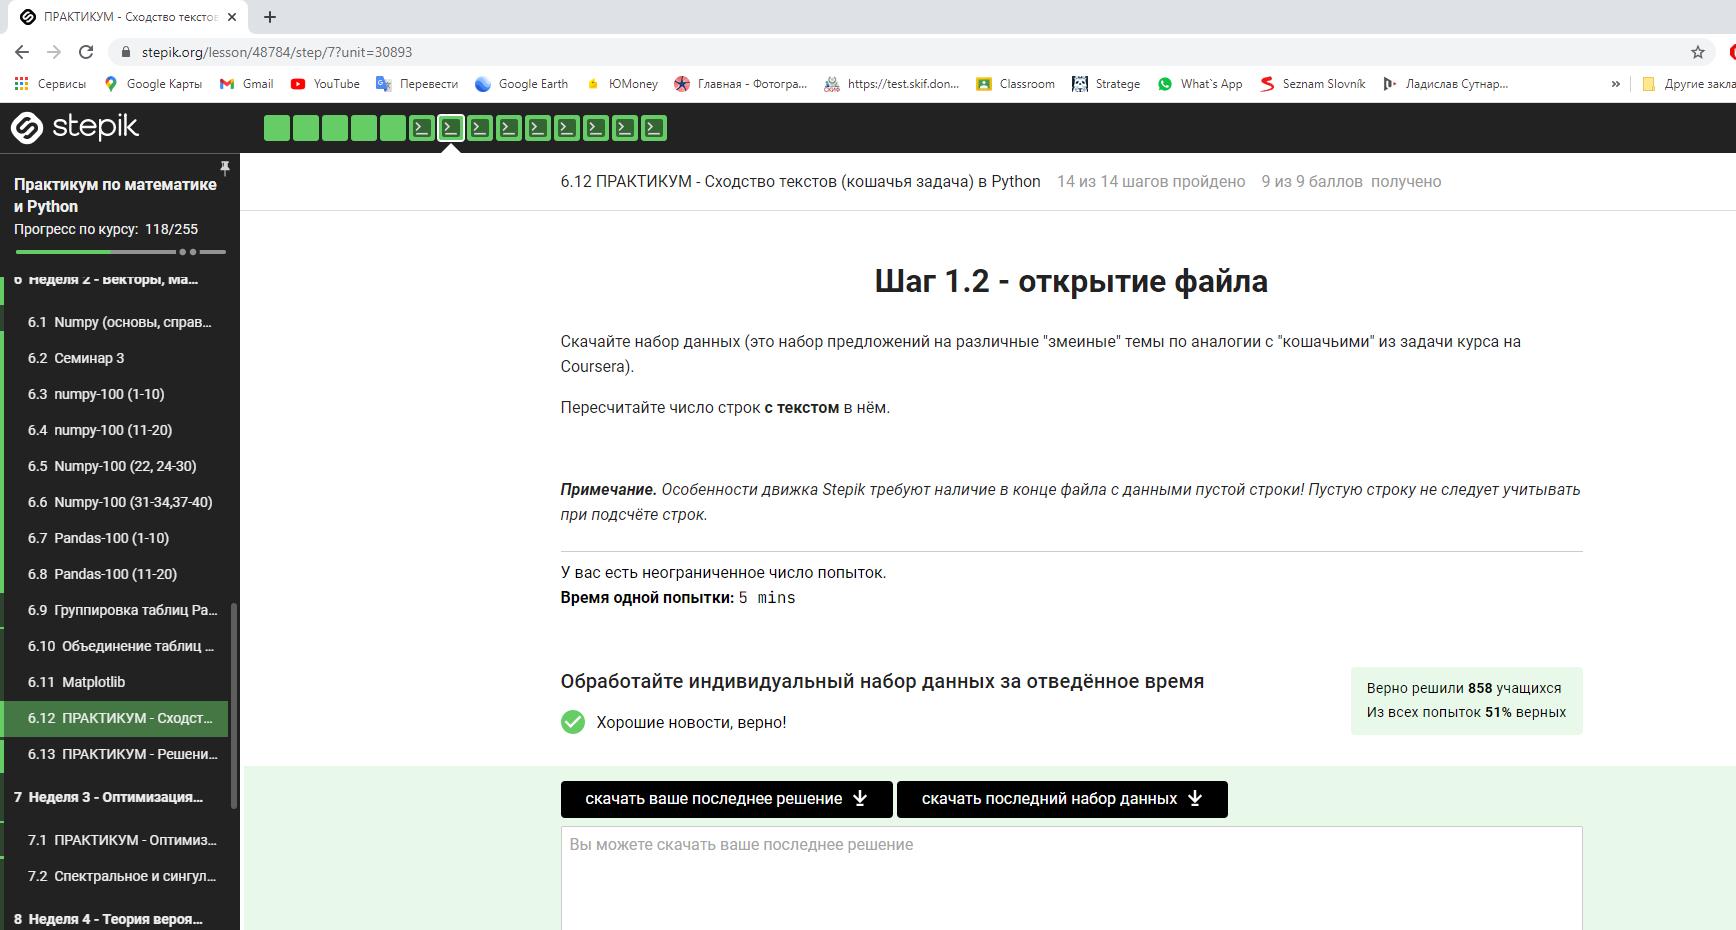 ПРАКТИКУМ - Сходство текстов
stepik.org/lesson/48784/step/7?unit=30893
Сервисы Google Карты Gmail YouTube Перевести Google Earth ЮMoney Главная - Фотогра... https://test.skif.don... Classroom Stratege What`s App Seznam Slovník Ладислав Сутнар... » Другие закла
stepik
Практикум по математике
и Python
Прогресс по курсу: 118/255
6 Неделя 2 - Векторы, Ма...
6.1 Numpy (основы, справ...
6.2 Семинар 3
6.3 numpy-100 (1-10)
6.4 numpy-100 (11-20)
6.5 Numpy-100 (22, 24-30)
6.6 Numpy-100 (31-34,37-40)
6.7 Pandas-100 (1-10)
6.8 Pandas-100 (11-20)
6.9 Группировка таблиц Pa...
6.10 Объединение таблиц ...
6.11 Matplotlib
6.12 ПРАКТИКУМ - Сходст...
6.13 ПРАКТИКУМ - Решени...
7 Неделя 3 - Оптимизация...
7.1 ПРАКТИКУМ - Оптимиз...
7.2 Спектральное и сингул...
8 Неделя 4 - Теория вероя...
6.12 ПРАКТИКУМ - Сходство текстов (кошачья задача) в Python 14 из 14 шагов пройдено 9 из 9 баллов получено
Шаг 1.2 - открытие файла
Скачайте набор данных (это набор предложений на различные "змеиные" темы по аналогии с "кошачьими" из задачи курса на
Coursera).
Пересчитайте число строк с текстом в нём.
Примечание. Особенности движка Stepik требуют наличие в конце файла с данными пустой строки! Пустую строку не следует учитывать
при подсчёте строк.
У вас есть неограниченное число попыток.
Время одной попытки: 5 mins
Обработайте индивидуальный набор данных за отведённое время
Хорошие новости, верно!
Верно решили 858 учащихся
Из всех попыток 51% верных
скачать ваше последнее решение скачать последний набор данных
Вы можете скачать ваше последнее решение